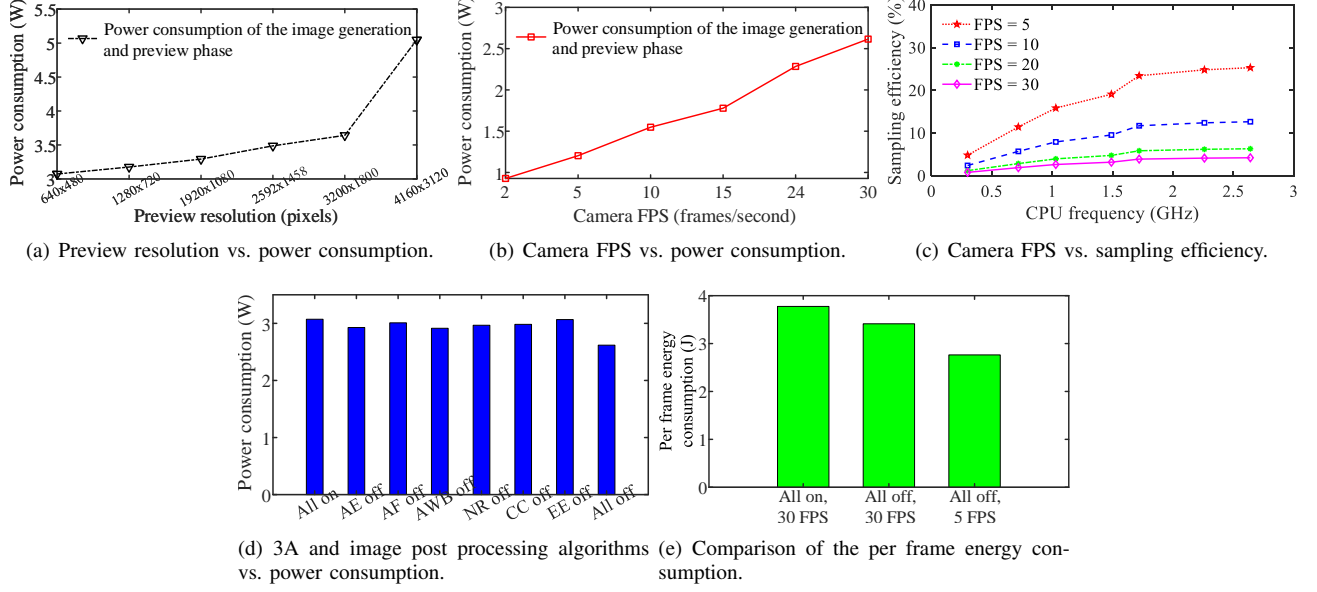 Power consumption (W)
5.5
5
4.5
4
3.5
3
Power consumption of the image generation
and preview phase
640x480
1280x720
1920x1080
2592x1458
3200x1800
4160x3120
Preview resolution (pixels)
(a) Preview resolution vs. power consumption.
Power consumption (W)
3
2.5
2
1.5
1
Power consumption of the image generation
and preview phase
2
5
10
15
24
30
Camera FPS (frames/second)
(b) Camera FPS vs. power consumption.
Sampling efficiency (%)
40
30
20
10
0
FPS = 5
FPS = 10
FPS = 20
FPS = 30
0
0.5
1
1.5
2
2.5
3
CPU frequency (GHz)
(c) Camera FPS vs. sampling efficiency.
Power consumption (W)
3
2
1
0
All on
AE off
AF off
AWB off
NR off
CC off
EE off
All off
(d) 3A and image post processing algorithms
vs. power consumption.
Per frame energy
consumption (J)
4
3
2
1
0
All on,
30 FPS
All off,
30 FPS
All off,
5 FPS
(e) Comparison of the per frame energy con-
sumption.